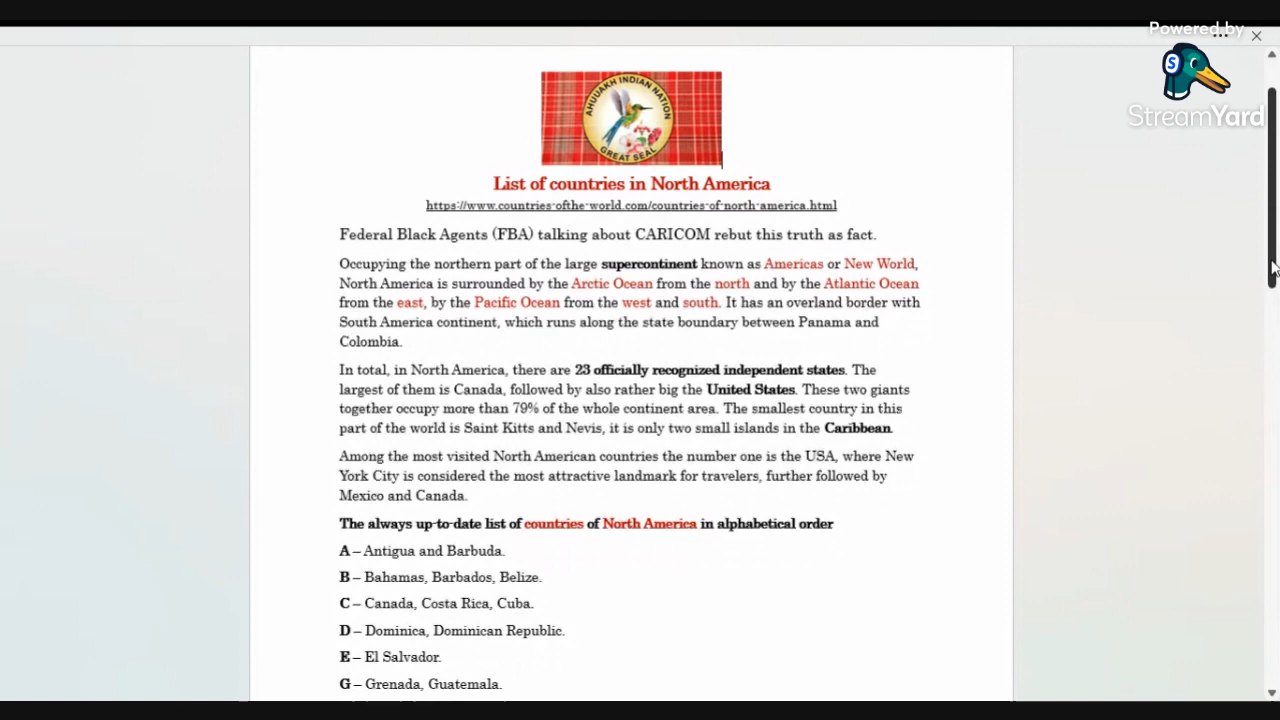 Powered by
StreamYard
AHUUAKH INDIAN NATION
GREAT SEAL
List of countries in North America
https://www.countries-ofthe-world.com/countries-of-north-america.html
Federal Black Agents (FBA) talking about CARICOM rebut this truth as fact.
Occupying the northern part of the large supercontinent known as Americas or New World,
North America is surrounded by the Arctic Ocean from the north and by the Atlantic Ocean
from the east, by the Pacific Ocean from the west and south. It has an overland border with
South America continent, which runs along the state boundary between Panama and
Colombia.
In total, in North America, there are 23 officially recognized independent states. The
largest of them is Canada, followed by also rather big the United States. These two giants
together occupy more than 79% of the whole continent area. The smallest country in this
part of the world is Saint Kitts and Nevis, it is only two small islands in the Caribbean.
Among the most visited North American countries the number one is the USA, where New
York City is considered the most attractive landmark for travelers, further followed by
Mexico and Canada.
The always up-to-date list of countries of North America in alphabetical order
A – Antigua and Barbuda.
B – Bahamas, Barbados, Belize.
C – Canada, Costa Rica, Cuba.
D – Dominica, Dominican Republic.
E – El Salvador.
G – Grenada, Guatemala.